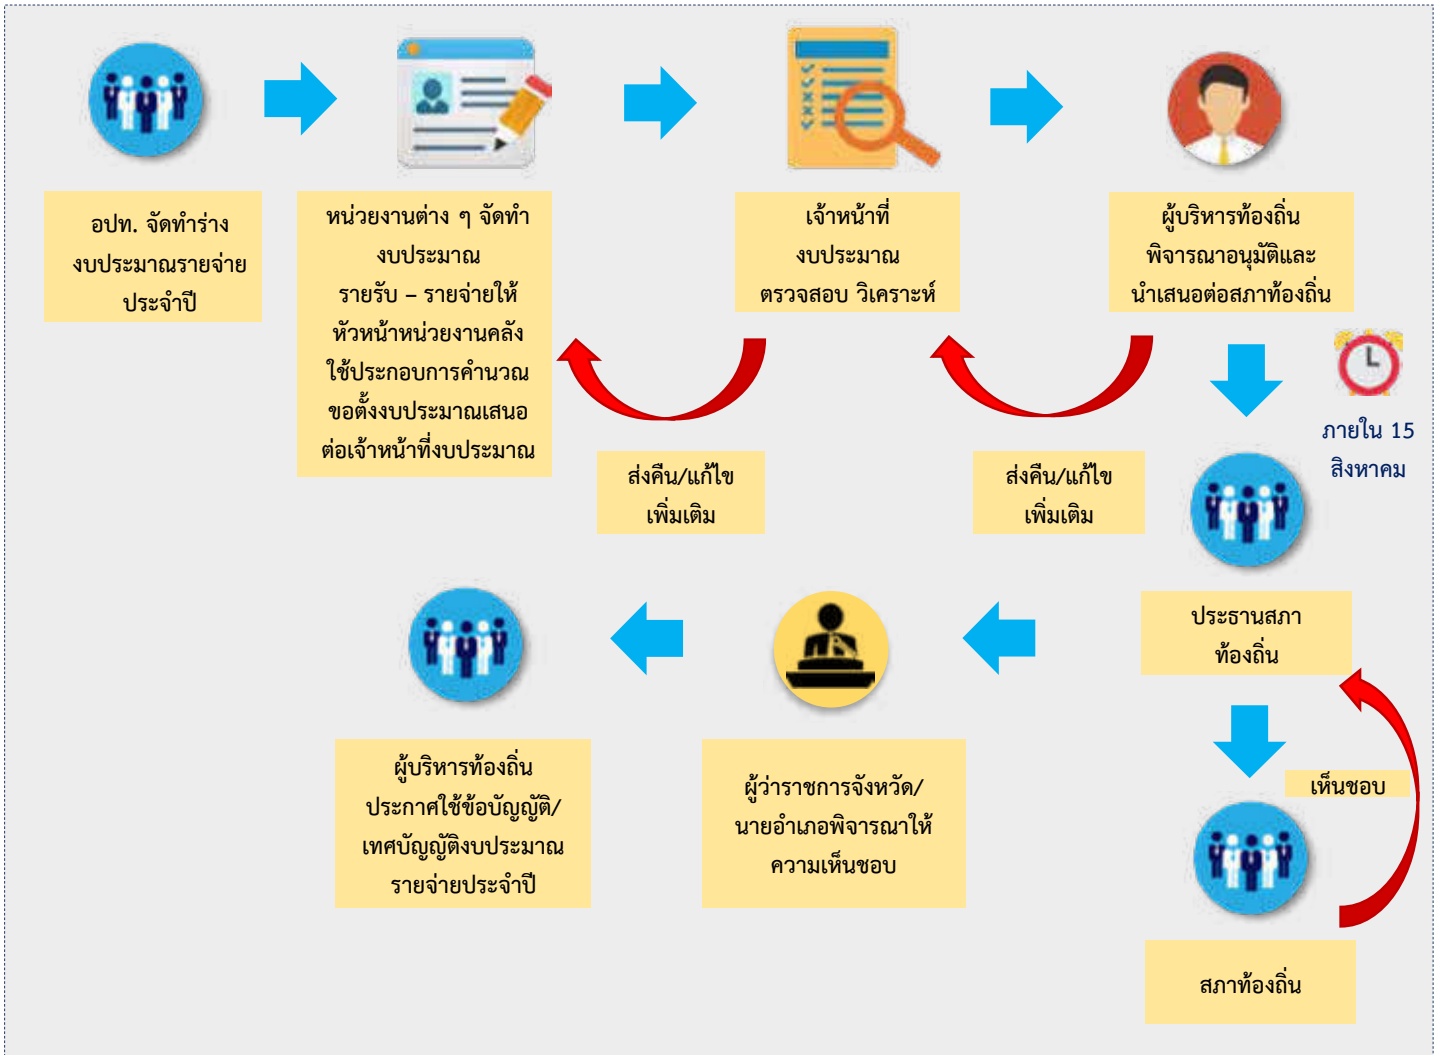 อปท. จัดทำร่าง
งบประมาณรายจ่าย
ประจำปี
หน่วยงานต่าง ๆ จัดทำ
งบประมาณ
รายรับ – รายจ่ายให้
หัวหน้าหน่วยงานคลัง
ใช้ประกอบการคำนวณ
ขอตั้งงบประมาณเสนอ
ต่อเจ้าหน้าที่งบประมาณ
เจ้าหน้าที่
งบประมาณ
ตรวจสอบ วิเคราะห์
ผู้บริหารท้องถิ่น
พิจารณาอนุมัติและ
นำเสนอต่อสภาท้องถิ่น
ส่งคืน/แก้ไข
เพิ่มเติม
ส่งคืน/แก้ไข
เพิ่มเติม
ภายใน 15
สิงหาคม
ประธานสภา
ท้องถิ่น
เห็นชอบ
สภาท้องถิ่น
ผู้ว่าราชการจังหวัด/
นายอำเภอพิจารณาให้
ความเห็นชอบ
ผู้บริหารท้องถิ่น
ประกาศใช้ข้อบัญญัติ/
เทศบัญญัติงบประมาณ
รายจ่ายประจำปี